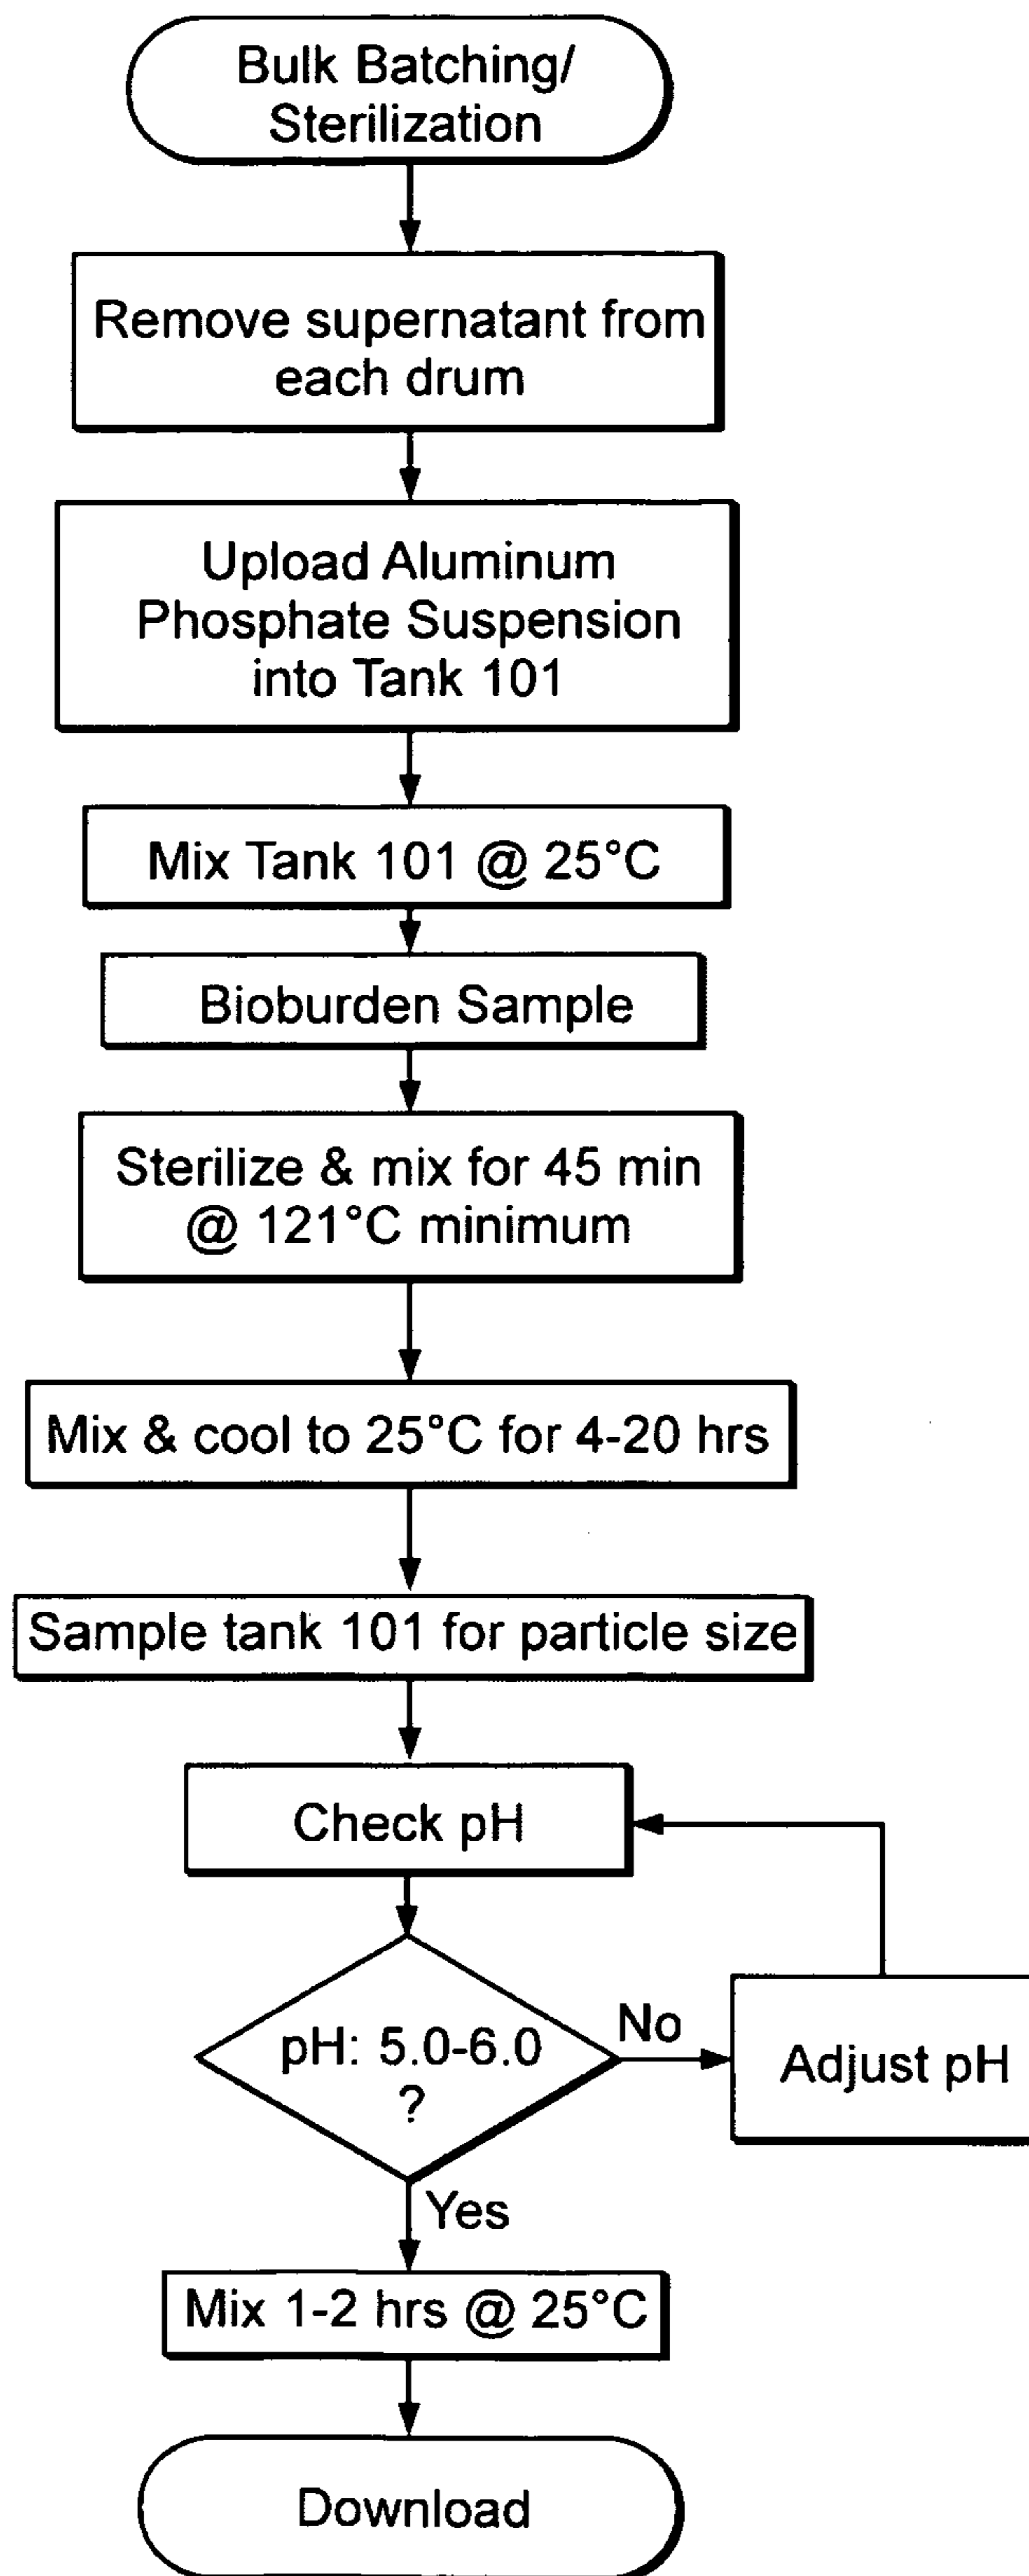 Bulk Batching/
Sterilization
Remove supernatant from
each drum
Upload Aluminum
Phosphate Suspension
into Tank 101
Mix Tank 101 @ 25°C
Bioburden Sample
Sterilize & mix for 45 min
@ 121°C minimum
Mix & cool to 25°C for 4-20 hrs
Sample tank 101 for particle size
Check pH
pH: 5.0-6.0
?
No
Adjust pH
Yes
Mix 1-2 hrs @ 25°C
Download